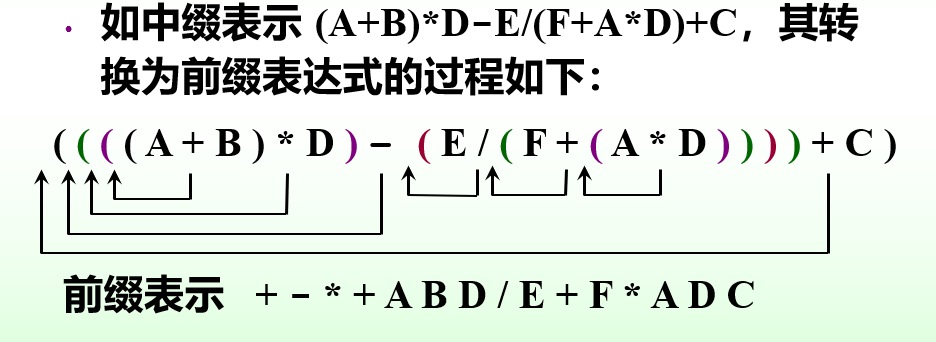 • 如中缀表示 (A+B)*D-E/(F+A*D)+C，其转
换为前缀表达式的过程如下：
( ( ( ( A + B ) * D ) - ( E / ( F + ( A * D ) ) ) ) + C )
前缀表示 + - * + A B D / E + F * A D C